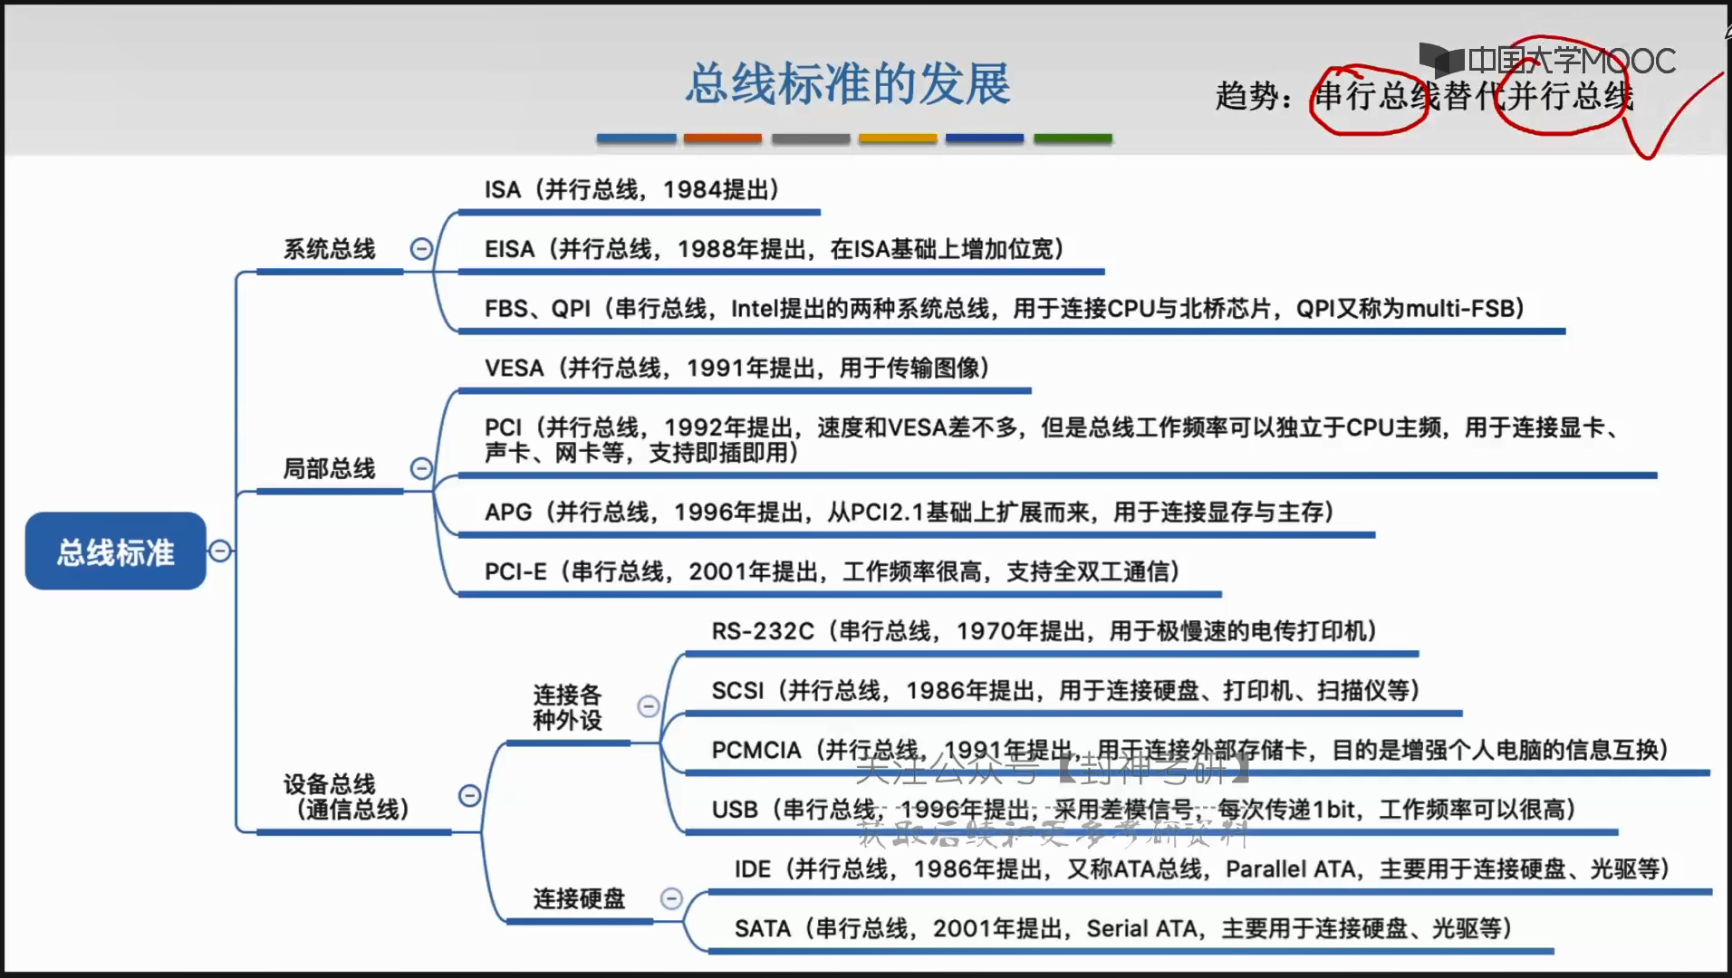 总线标准的发展
中国大学MOOC
趋势：串行总线替代并行总线
总线标准
系统总线
ISA（并行总线，1984提出）
EISA（并行总线，1988年提出，在ISA基础上增加位宽）
FBS、QPI（串行总线，Intel提出的两种系统总线，用于连接CPU与北桥芯片，QPI又称为multi-FSB）
局部总线
VESA（并行总线，1991年提出，用于传输图像）
PCI（并行总线，1992年提出，速度和VESA差不多，但是总线工作频率可以独立于CPU主频，用于连接显卡、
声卡、网卡等，支持即插即用）
APG（并行总线，1996年提出，从PCI2.1基础上扩展而来，用于连接显存与主存）
PCI-E（串行总线，2001年提出，工作频率很高，支持全双工通信）
设备总线
（通信总线）
连接各
种外设
RS-232C（串行总线，1970年提出，用于极慢速的电传打印机）
SCSI（并行总线，1986年提出，用于连接硬盘、打印机、扫描仪等）
PCMCIA（并行总线，1991年提出，用于连接外部存储卡，目的是增强个人电脑的信息互换）
USB（串行总线，1996年提出，采用差模信号，每次传递1bit，工作频率可以很高）
连接硬盘
IDE（并行总线，1986年提出，又称ATA总线，Parallel ATA，主要用于连接硬盘、光驱等）
SATA（串行总线，2001年提出，Serial ATA，主要用于连接硬盘、光驱等）
关注公众号【封神考研】
获取后续和更多考研资料